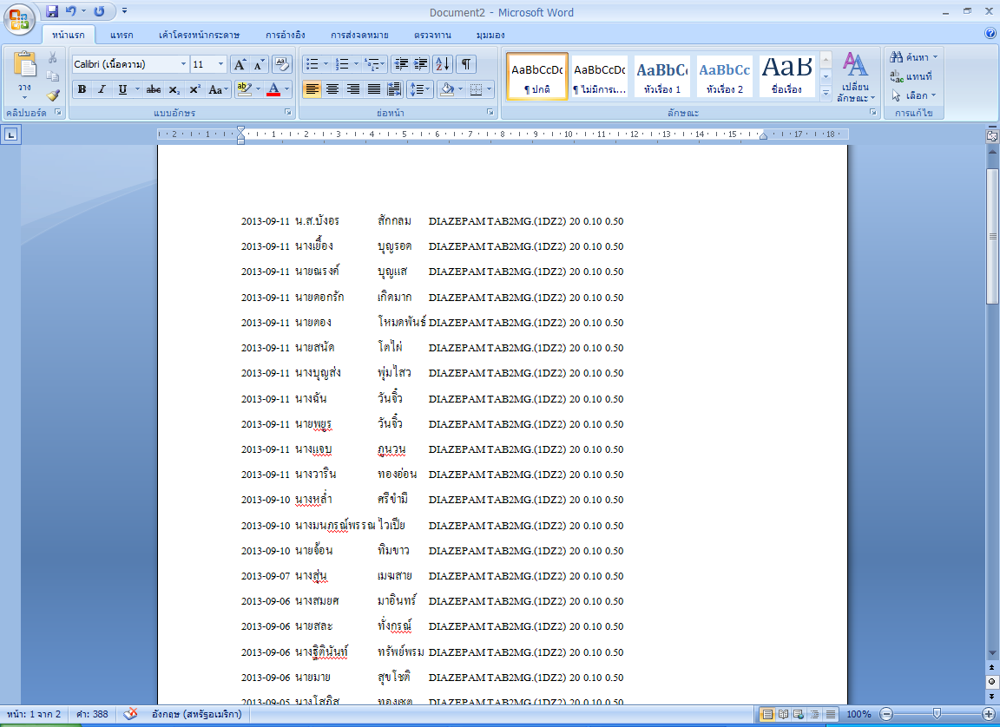 Document2 - Microsoft Word
หน้าแรก แทรก เค้าโครงหน้ากระดาษ การอ้างอิง การส่งจดหมาย ตรวจทาน มุมมอง
Calibri (เนื้อความ) 11
วาง
B I U abc X₂ X² Aa
AaBbCcDc AaBbCcDc AaBbC AaBbCc AaB
¶ ปกติ ¶ ไม่มีการเ... หัวเรื่อง 1 หัวเรื่อง 2 ชื่อเรื่อง
เปลี่ยน
ลักษณะ
ค้นหา
แทนที่
เลือก
คลิปบอร์ด แบบอักษร ย่อหน้า ลักษณะ การแก้ไข
2 1 1 2 3 4 5 6 7 8 9 10 11 12 13 14 15 17 18
2013-09-11 น.ส.บังอร สักกลม DIAZEPAM TAB2MG.(1DZ2) 20 0.10 0.50
2013-09-11 นางเยื้อง บุญรอด DIAZEPAM TAB2MG.(1DZ2) 20 0.10 0.50
2013-09-11 นายณรงค์ บุญแส DIAZEPAM TAB2MG.(1DZ2) 20 0.10 0.50
2013-09-11 นายดอกรัก เกิดมาก DIAZEPAM TAB2MG.(1DZ2) 20 0.10 0.50
2013-09-11 นายตอง โหมดพันธ์ DIAZEPAM TAB2MG.(1DZ2) 20 0.10 0.50
2013-09-11 นายสนัด โตไผ่ DIAZEPAM TAB2MG.(1DZ2) 20 0.10 0.50
2013-09-11 นางบุญส่ง พุ่มไสว DIAZEPAM TAB2MG.(1DZ2) 20 0.10 0.50
2013-09-11 นางฉัน วันจิ๋ว DIAZEPAM TAB2MG.(1DZ2) 20 0.10 0.50
2013-09-11 นายพยูร วันจิ๋ว DIAZEPAM TAB2MG.(1DZ2) 20 0.10 0.50
2013-09-11 นางแจบ ภูนวน DIAZEPAM TAB2MG.(1DZ2) 20 0.10 0.50
2013-09-11 นางวาริน ทองอ่อน DIAZEPAM TAB2MG.(1DZ2) 20 0.10 0.50
2013-09-10 นางหล่ำ ศรีขำมี DIAZEPAM TAB2MG.(1DZ2) 20 0.10 0.50
2013-09-10 นางมนภรณ์พรรณ ไวเปีย DIAZEPAM TAB2MG.(1DZ2) 20 0.10 0.50
2013-09-10 นายจ้อน ทิมขาว DIAZEPAM TAB2MG.(1DZ2) 20 0.10 0.50
2013-09-07 นางสุ่น เมฆสาย DIAZEPAM TAB2MG.(1DZ2) 20 0.10 0.50
2013-09-06 นางสมยศ มาอินทร์ DIAZEPAM TAB2MG.(1DZ2) 20 0.10 0.50
2013-09-06 นายสละ ทั่งกรณ์ DIAZEPAM TAB2MG.(1DZ2) 20 0.10 0.50
2013-09-06 นางฐิตินันท์ ทรัพย์พรม DIAZEPAM TAB2MG.(1DZ2) 20 0.10 0.50
2013-09-06 นายมาย สุขโชติ DIAZEPAM TAB2MG.(1DZ2) 20 0.10 0.50
2013-09-05 นางโสภิส DIAZEPAM TAB2MG.(1DZ2) 20 0.10 0.50
หน้า: 1 จาก 2 คำ: 388 อังกฤษ (สหรัฐอเมริกา) 100%